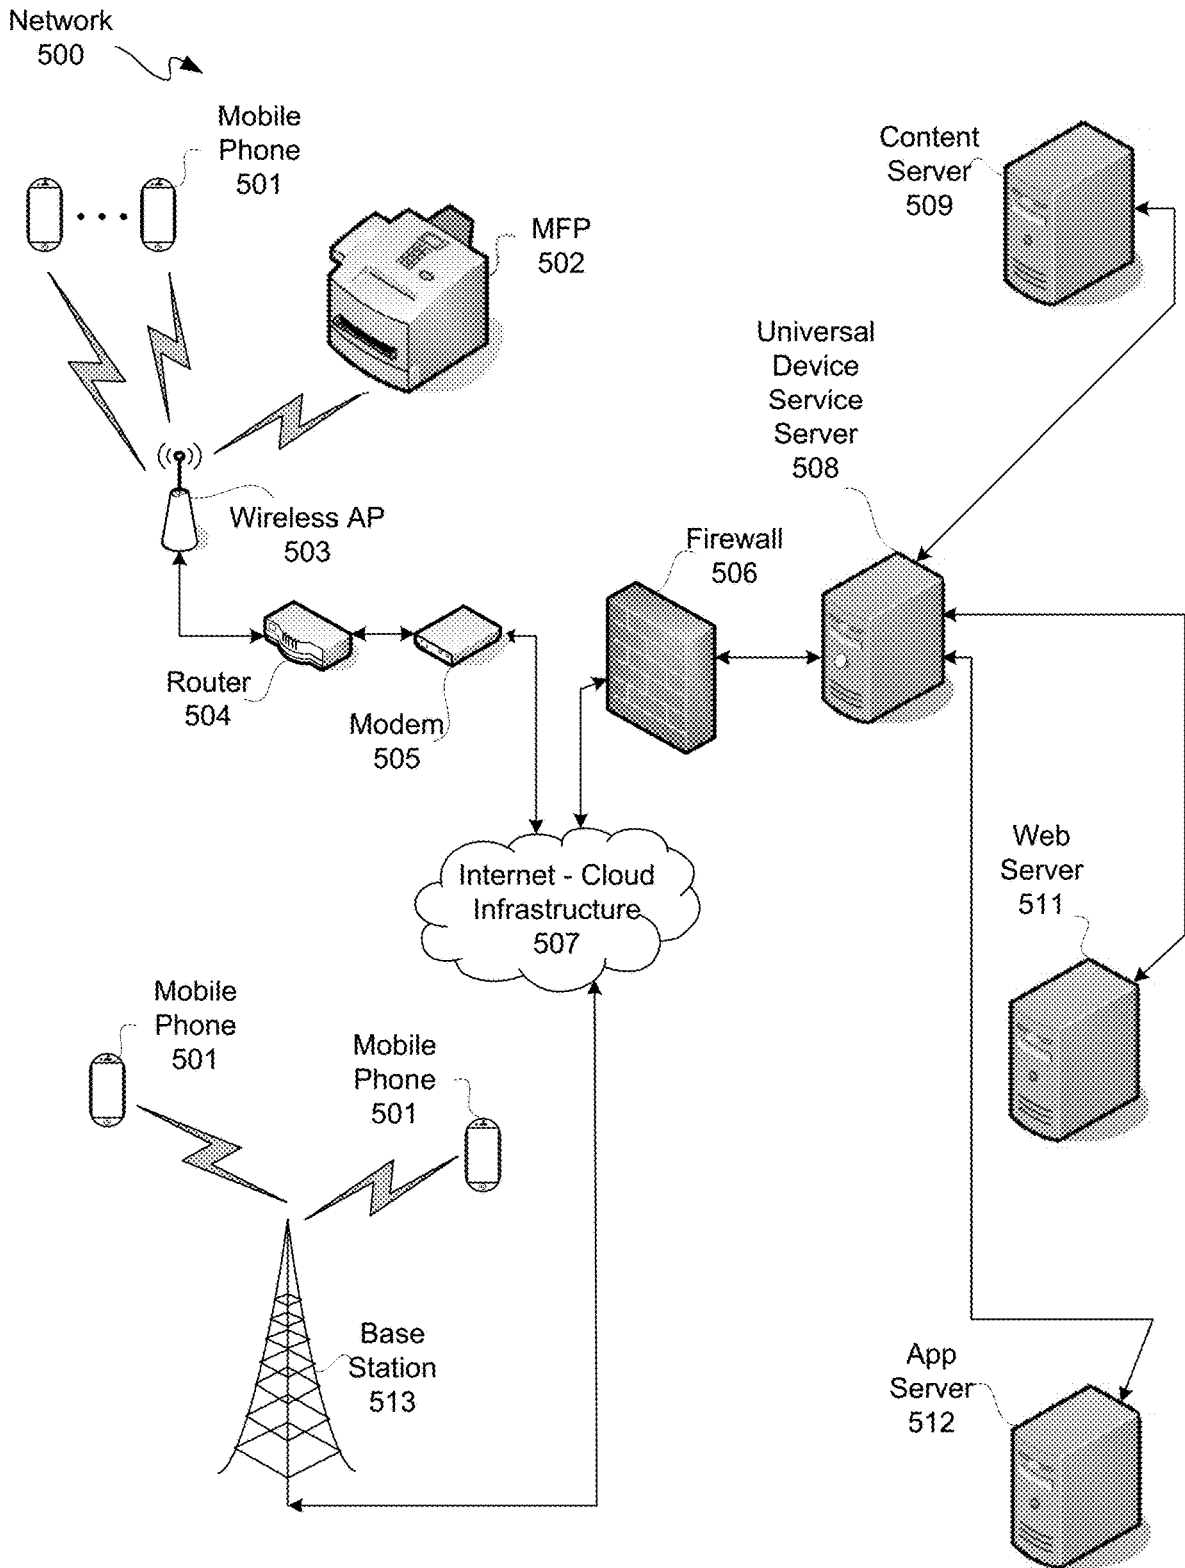 Network
500
Mobile
Phone
501
MFP
502
Content
Server
509
Universal
Device
Service
Server
508
Wireless AP
503
Firewall
506
Router
504
Modem
505
Internet - Cloud
Infrastructure
507
Web
Server
511
Mobile
Phone
501
Mobile
Phone
501
Base
Station
513
App
Server
512